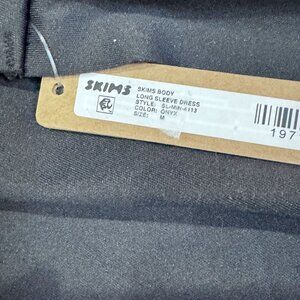 SKIMS
SKIMS BODY
LONG SLEEVE DRESS
STYLE: SL-MIN-4113
COLOR: ONYX
SIZE: M
197